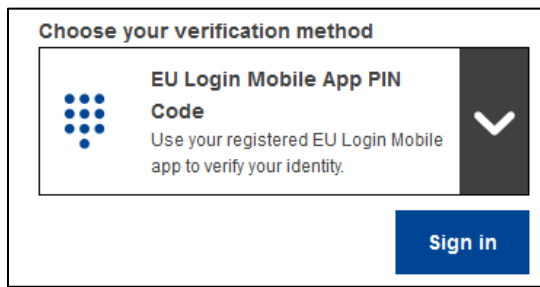 Choose your verification method
EU Login Mobile App PIN
Code
Use your registered EU Login Mobile
app to verify your identity.
Sign in